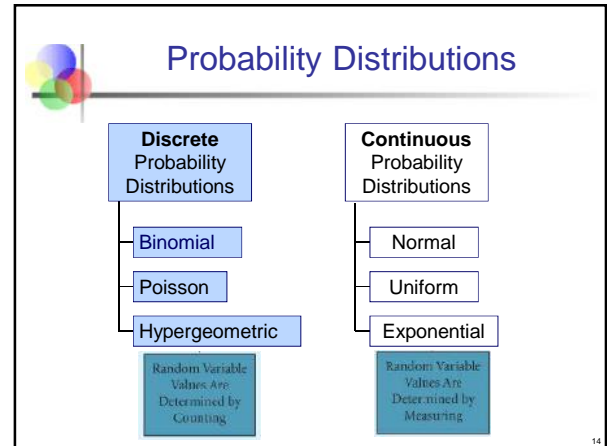 Probability Distributions
Discrete
Probability
Distributions
Binomial
Poisson
Hypergeometric
Random Variable
Values Are
Determined by
Counting
Continuous
Probability
Distributions
Normal
Uniform
Exponential
Random Variable
Values Are
Determined by
Measuring
14